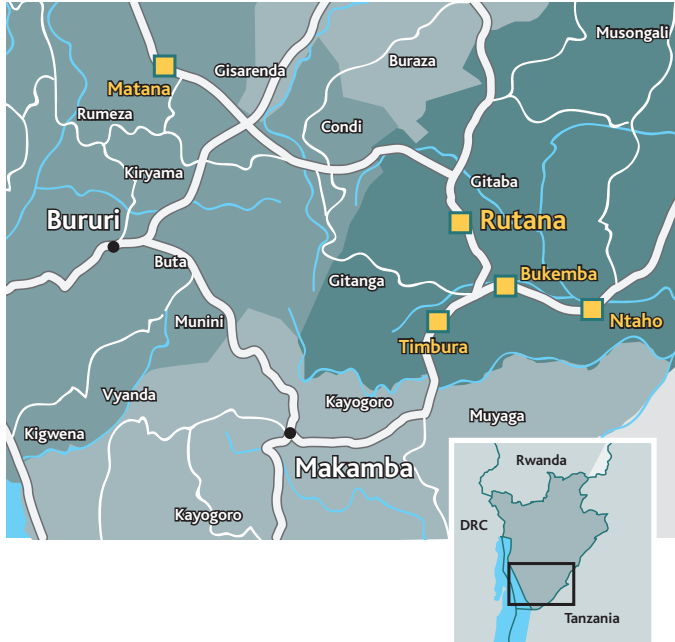 Musongali
Buraza
Gisarenda
Matana
Rumeza
Condi
Kiryama
Gitaba
Bururi
Rutana
Buta
Gitanga
Bukemba
Munini
Ntaho
Timbura
Vyanda
Kayogoro
Muyaga
Kigwena
Makamba
Kayogoro
Rwanda
DRC
Tanzania